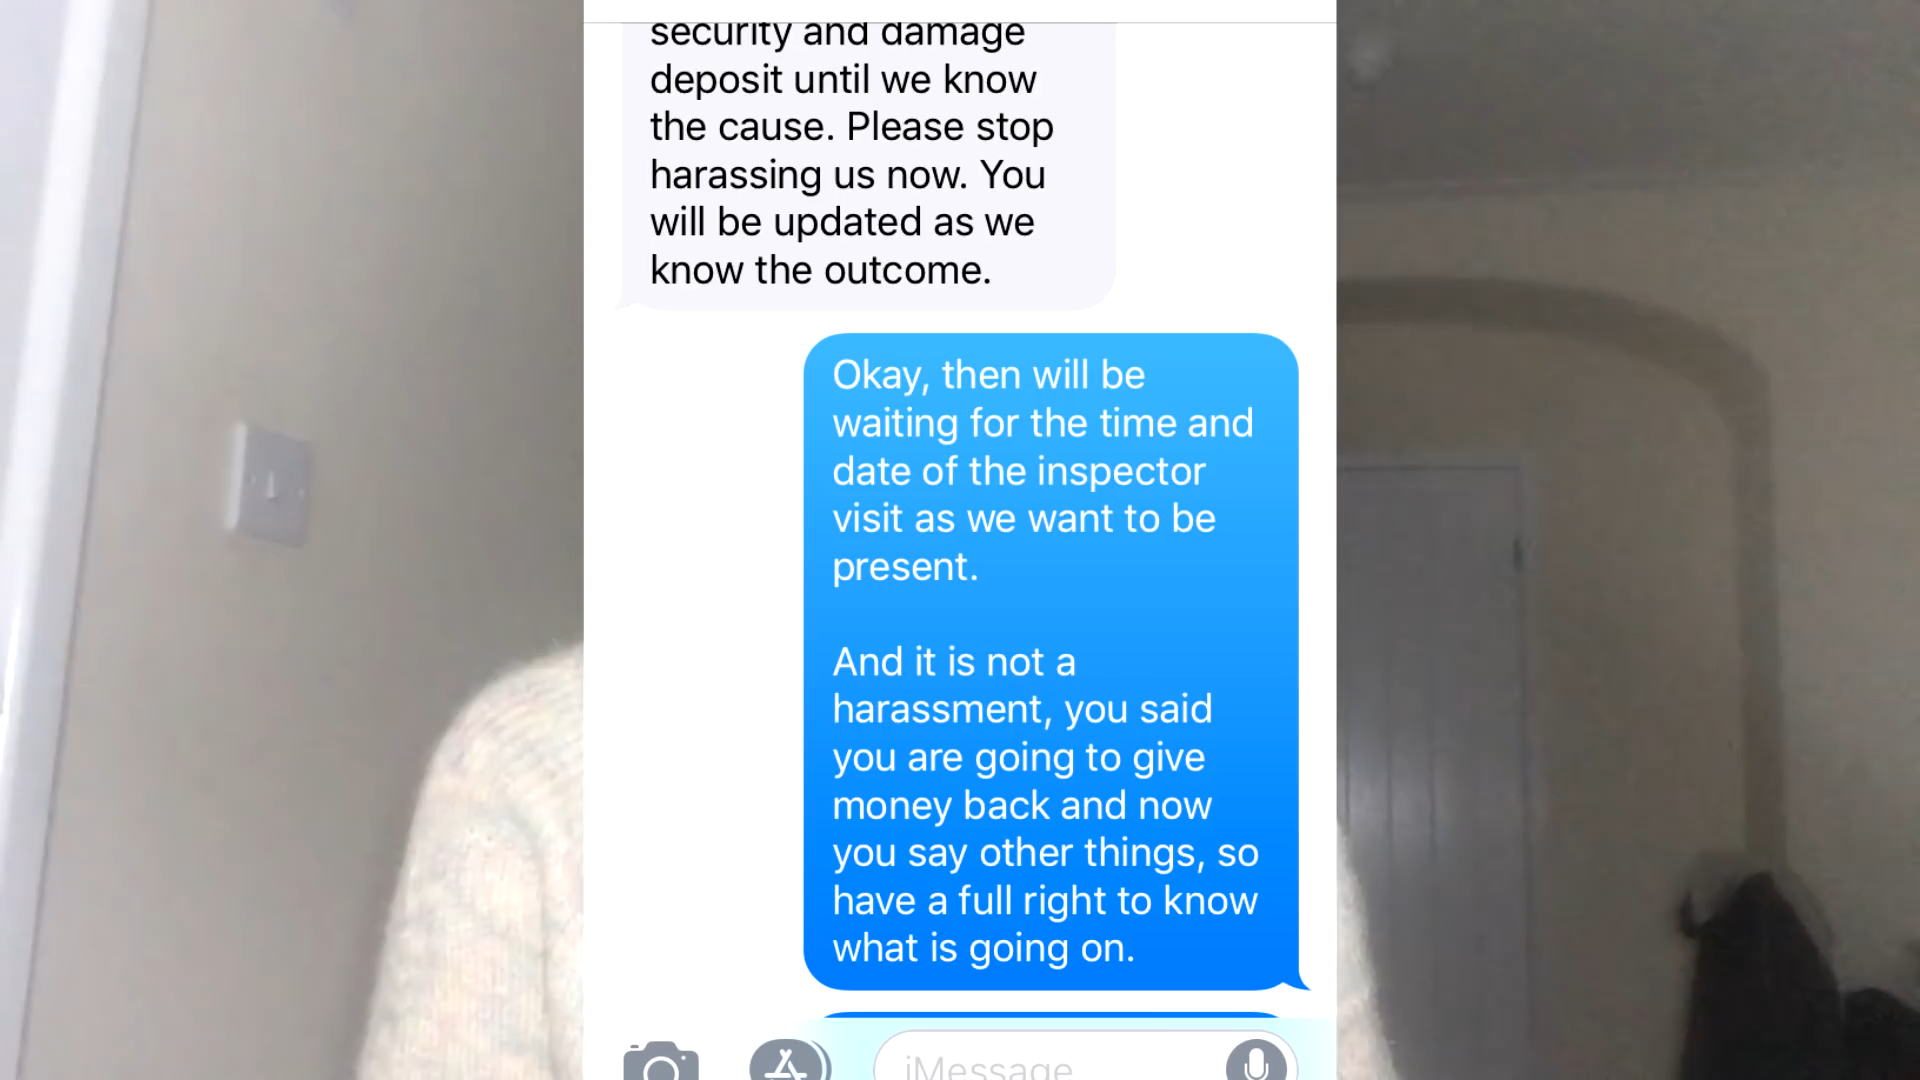 security and damage
deposit until we know
the cause. Please stop
harassing us now. You
will be updated as we
know the outcome.
Okay, then will be
waiting for the time and
date of the inspector
visit as we want to be
present.
And it is not a
harassment, you said
you are going to give
money back and now
you say other things, so
have a full right to know
what is going on.
iMessage